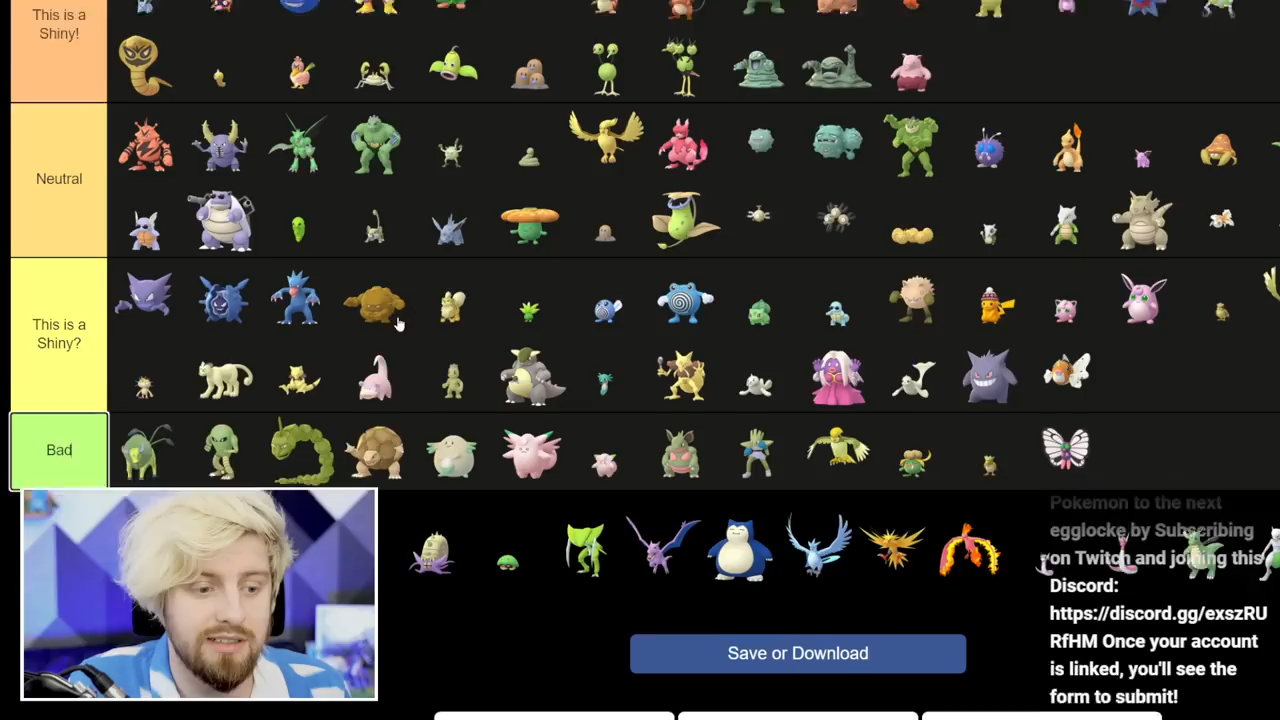 This is a
Shiny!
Neutral
This is a
Shiny?
Bad
Pokemon to the next
egglocke by Subscribing
on Twitch and joining this
Discord:
https://discord.gg/exszRU
RfHM Once your account
is linked, you'll see the
form to submit!
Save or Download